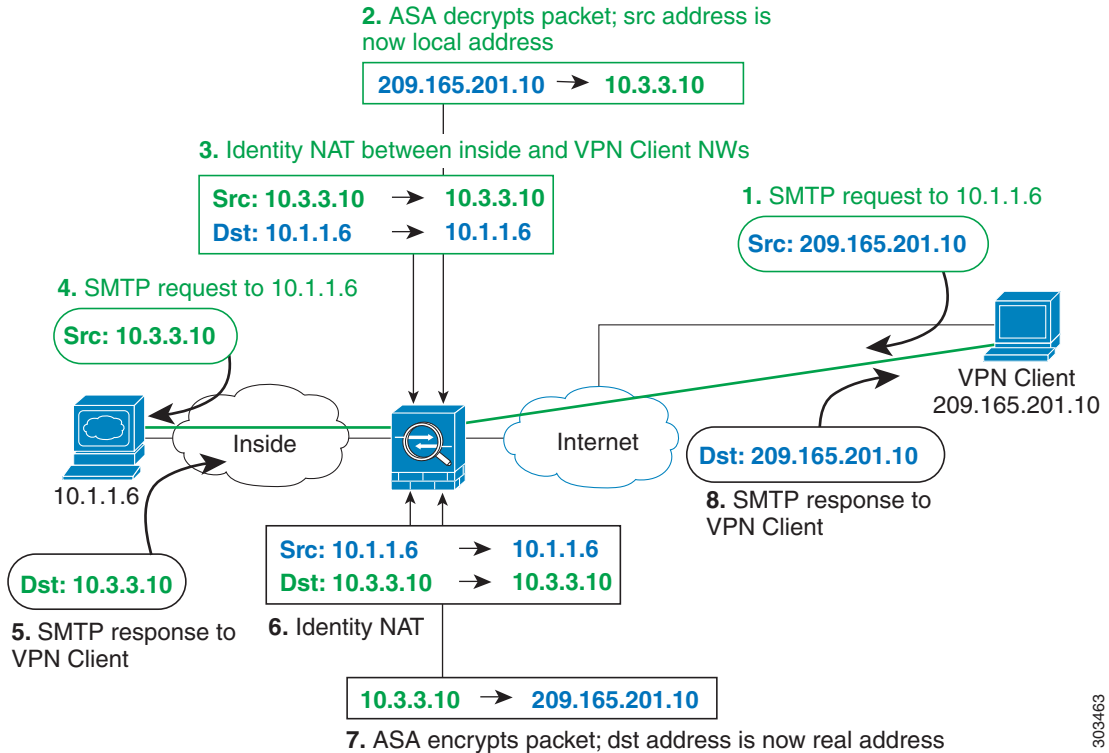 2. ASA decrypts packet; src address is
now local address
209.165.201.10 → 10.3.3.10
3. Identity NAT between inside and VPN Client NWs
Src: 10.3.3.10 → 10.3.3.10
Dst: 10.1.1.6 → 10.1.1.6
1. SMTP request to 10.1.1.6
Src: 209.165.201.10
4. SMTP request to 10.1.1.6
Src: 10.3.3.10
VPN Client
209.165.201.10
Inside
Internet
10.1.1.6
Dst: 209.165.201.10
8. SMTP response to
VPN Client
Src: 10.1.1.6 → 10.1.1.6
Dst: 10.3.3.10 → 10.3.3.10
6. Identity NAT
Dst: 10.3.3.10
5. SMTP response to
VPN Client
10.3.3.10 → 209.165.201.10
7. ASA encrypts packet; dst address is now real address
303463